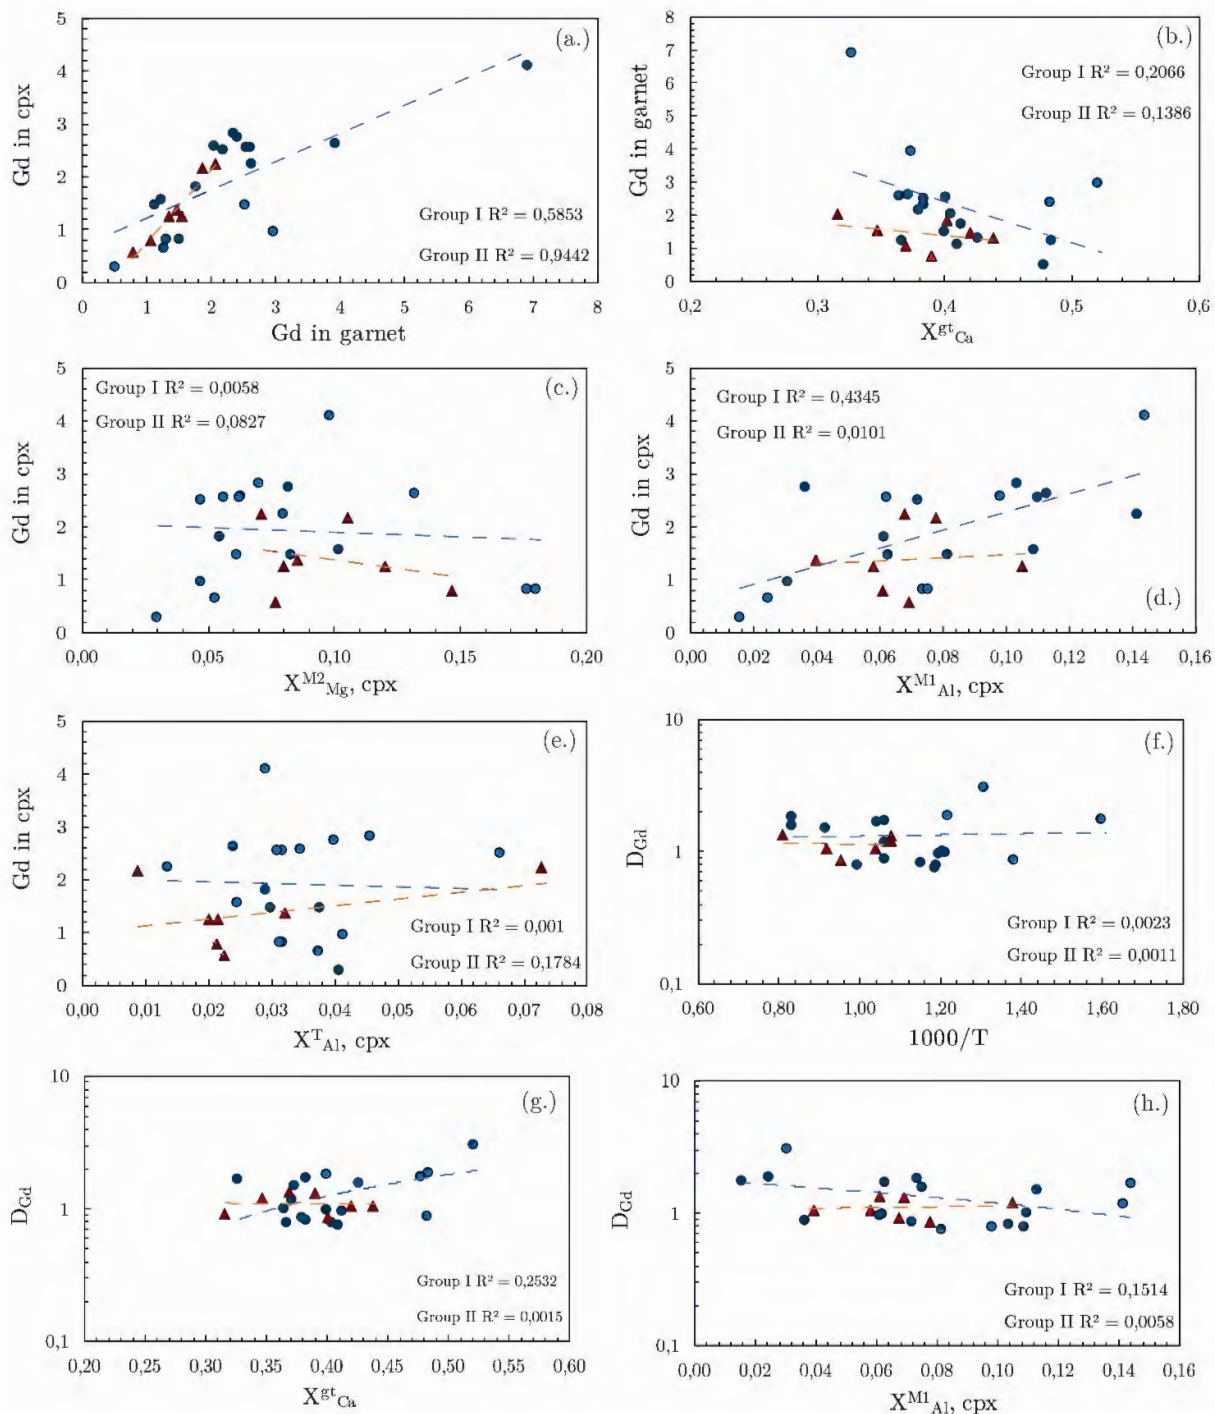 (a.)
5
4
3
2
1
0
Gd in cpx
Group I R² = 0,5853
Group II R² = 0,9442
0 1 2 3 4 5 6 7 8
Gd in garnet
(b.)
8
7
6
5
4
3
2
1
0
Gd in garnet
Group I R² = 0,2066
Group II R² = 0,1386
0,2 0,3 0,4 0,5 0,6
X^gt_Ca
(c.)
5
4
3
2
1
0
Gd in cpx
Group I R² = 0,0058
Group II R² = 0,0827
0,00 0,05 0,10 0,15 0,20
X^M2_Mg, cpx
(d.)
5
4
3
2
1
0
Gd in cpx
Group I R² = 0,4345
Group II R² = 0,0101
0,00 0,02 0,04 0,06 0,08 0,10 0,12 0,14 0,16
X^M1_Al, cpx
(e.)
5
4
3
2
1
0
Gd in cpx
Group I R² = 0,001
Group II R² = 0,1784
0,00 0,01 0,02 0,03 0,04 0,05 0,06 0,07 0,08
X^T_Al, cpx
(f.)
10
1
0,1
D_Gd
Group I R² = 0,0023
Group II R² = 0,0011
0,60 0,80 1,00 1,20 1,40 1,60 1,80
1000/T
(g.)
10
1
0,1
D_Gd
Group I R² = 0,2532
Group II R² = 0,0015
0,20 0,25 0,30 0,35 0,40 0,45 0,50 0,55 0,60
X^gt_Ca
(h.)
10
1
0,1
D_Gd
Group I R² = 0,1514
Group II R² = 0,0058
0,00 0,02 0,04 0,06 0,08 0,10 0,12 0,14 0,16
X^M1_Al, cpx